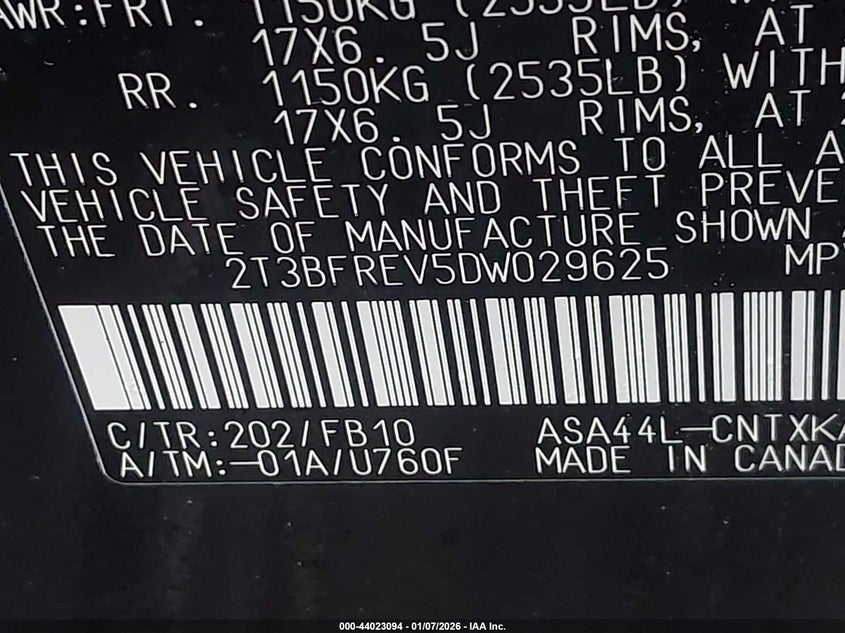 AWR:FRT. 1150KG (2535LB)
17X6.5J RIMS, AT
RR. 1150KG (2535LB) WITH
17X6.5J RIMS, AT
THIS VEHICLE CONFORMS TO ALL A
VEHICLE SAFETY AND THEFT PREVE
THE DATE OF MANUFACTURE SHOWN
2T3BFREV5DW029625 MP
C/TR:202/FB10 ASA44L-CNTXK
A/TM:-01A/U760F MADE IN CANAD
000-44023094 - 01/07/2026 - IAA Inc.